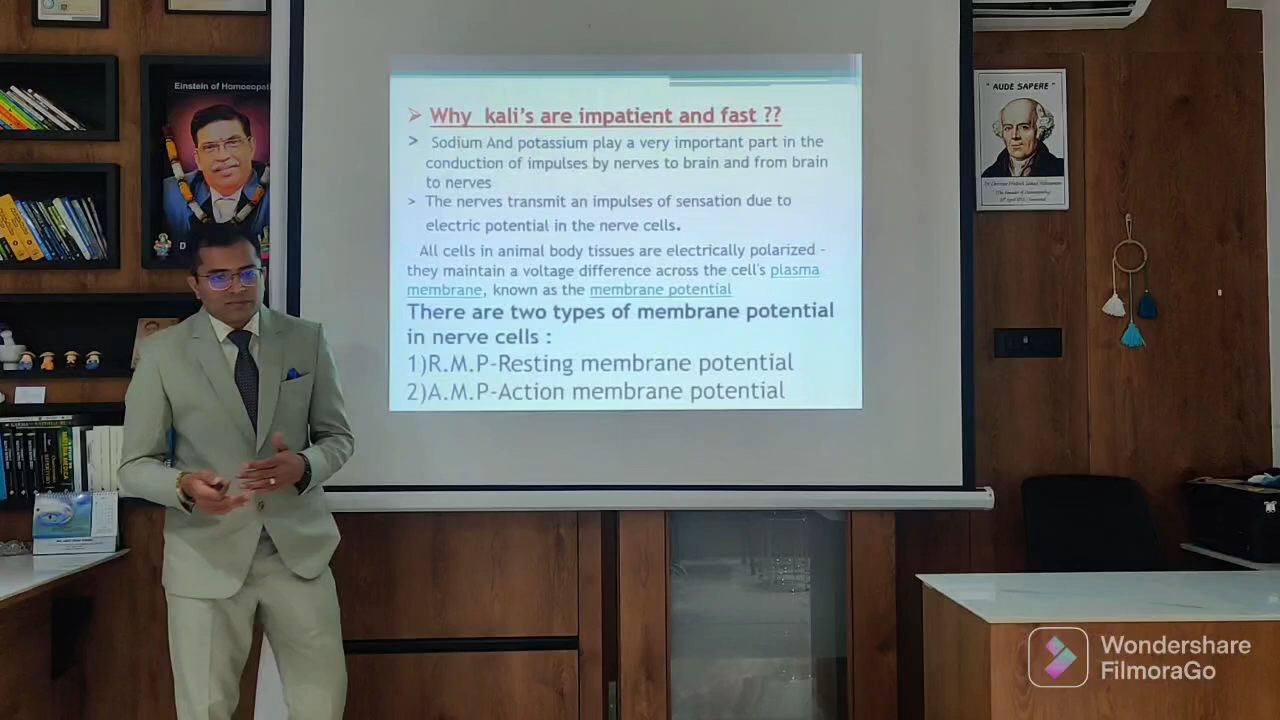 Einstein of Homoeopat
" AUDE SAPERE "
Why kali's are impatient and fast ??
Sodium And potassium play a very important part in the
conduction of impulses by nerves to brain and from brain
to nerves
The nerves transmit an impulses of sensation due to
electric potential in the nerve cells.
All cells in animal body tissues are electrically polarized -
they maintain a voltage difference across the cell's plasma
membrane, known as the membrane potential
There are two types of membrane potential
in nerve cells :
1)R.M.P-Resting membrane potential
2)A.M.P-Action membrane potential
D
Wondershare
FilmoraGo